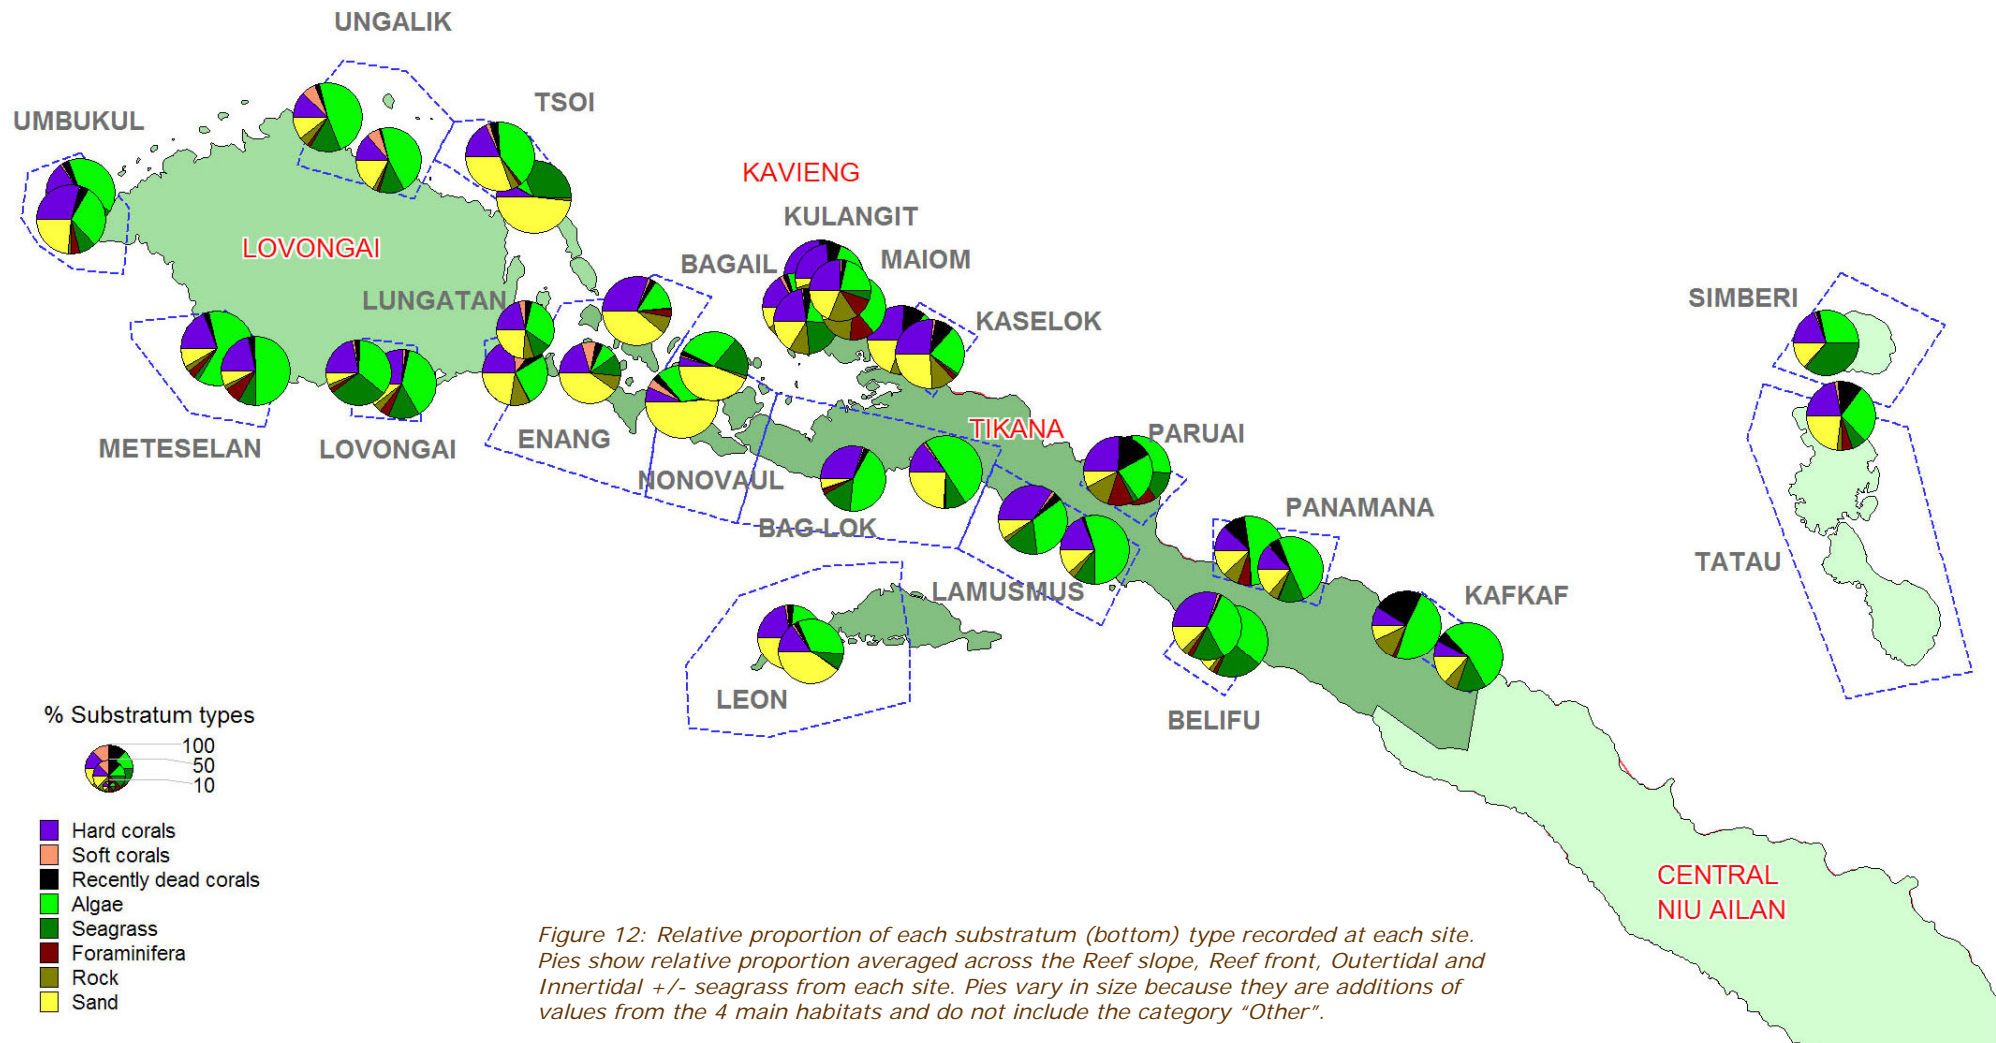 UNGALIK
TSOI
UMBUKUL
KAVIENG
KULANGIT
LOVONGAI
BAGAIL
MAIOM
LUNGATAN
SIMBERI
KASELOK
METESELAN
LOVONGAI
ENANG
TIKANA
PARUAI
NONOVAUL
BAG-LOK
PANAMANA
TATAU
LAMUSMUS
KAFKAF
LEON
BELIFU
% Substratum types
100
50
10
Hard corals
Soft corals
Recently dead corals
Algae
Seagrass
Foraminifera
Rock
Sand
CENTRAL
NIU AILAN
Figure 12: Relative proportion of each substratum (bottom) type recorded at each site.
Pies show relative proportion averaged across the Reef slope, Reef front, Outertidal and
Innertidal +/- seagrass from each site. Pies vary in size because they are additions of
values from the 4 main habitats and do not include the category “Other”.